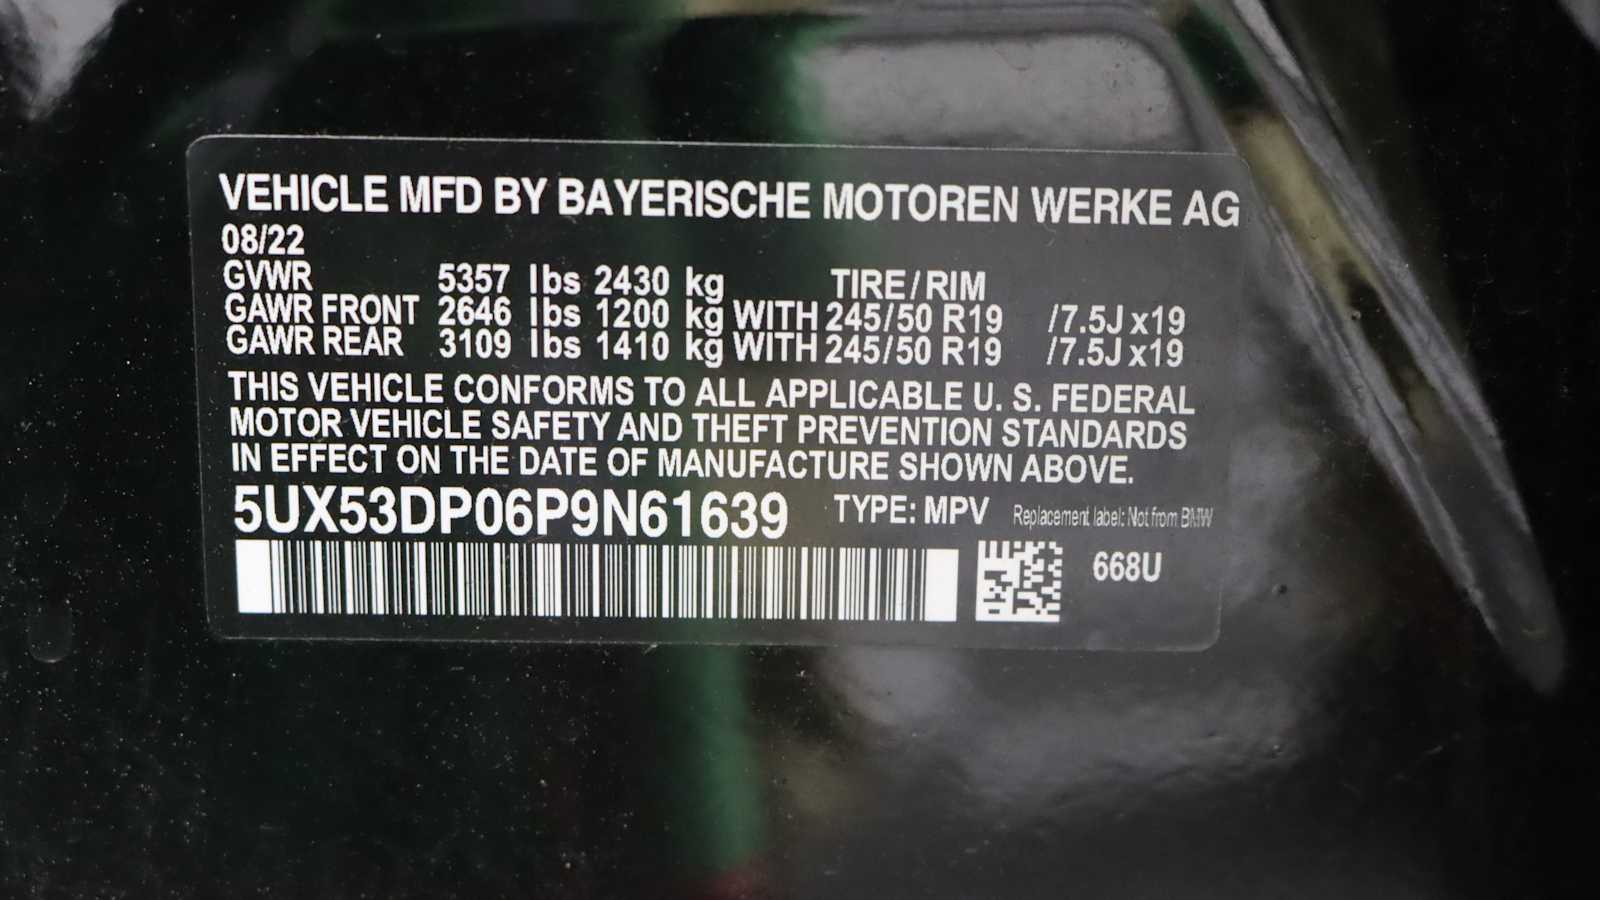 VEHICLE MFD BY BAYERISCHE MOTOREN WERKE AG
08/22
GVWR 5357 lbs 2430 kg TIRE/RIM
GAWR FRONT 2646 lbs 1200 kg WITH 245/50 R19 /7.5J x19
GAWR REAR 3109 lbs 1410 kg WITH 245/50 R19 /7.5J x19
THIS VEHICLE CONFORMS TO ALL APPLICABLE U. S. FEDERAL
MOTOR VEHICLE SAFETY AND THEFT PREVENTION STANDARDS
IN EFFECT ON THE DATE OF MANUFACTURE SHOWN ABOVE.
5UX53DP06P9N61639 TYPE: MPV Replacement label: Not from BMW
668U